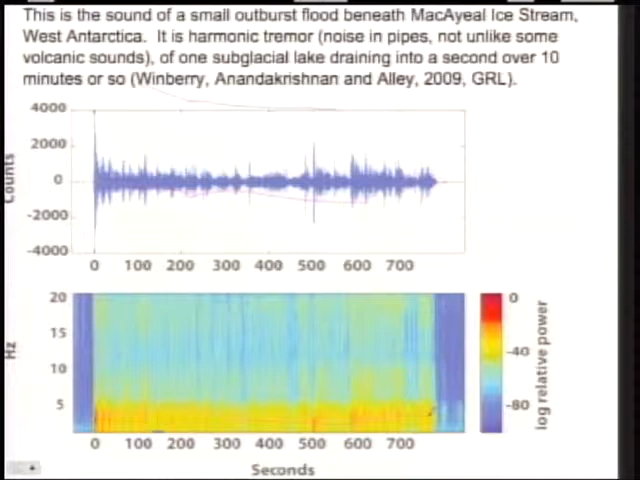 This is the sound of a small outburst flood beneath MacAyeal Ice Stream,
West Antarctica. It is harmonic tremor (noise in pipes, not unlike some
volcanic sounds), of one subglacial lake draining into a second over 10
minutes or so (Winberry, Anandakrishnan and Alley, 2009, GRL).
4000
2000
0
-2000
-4000
Counts
0 100 200 300 400 500 600 700
20
15
10
5
Hz
0 100 200 300 400 500 600 700
Seconds
0
-40
-80
log relative power